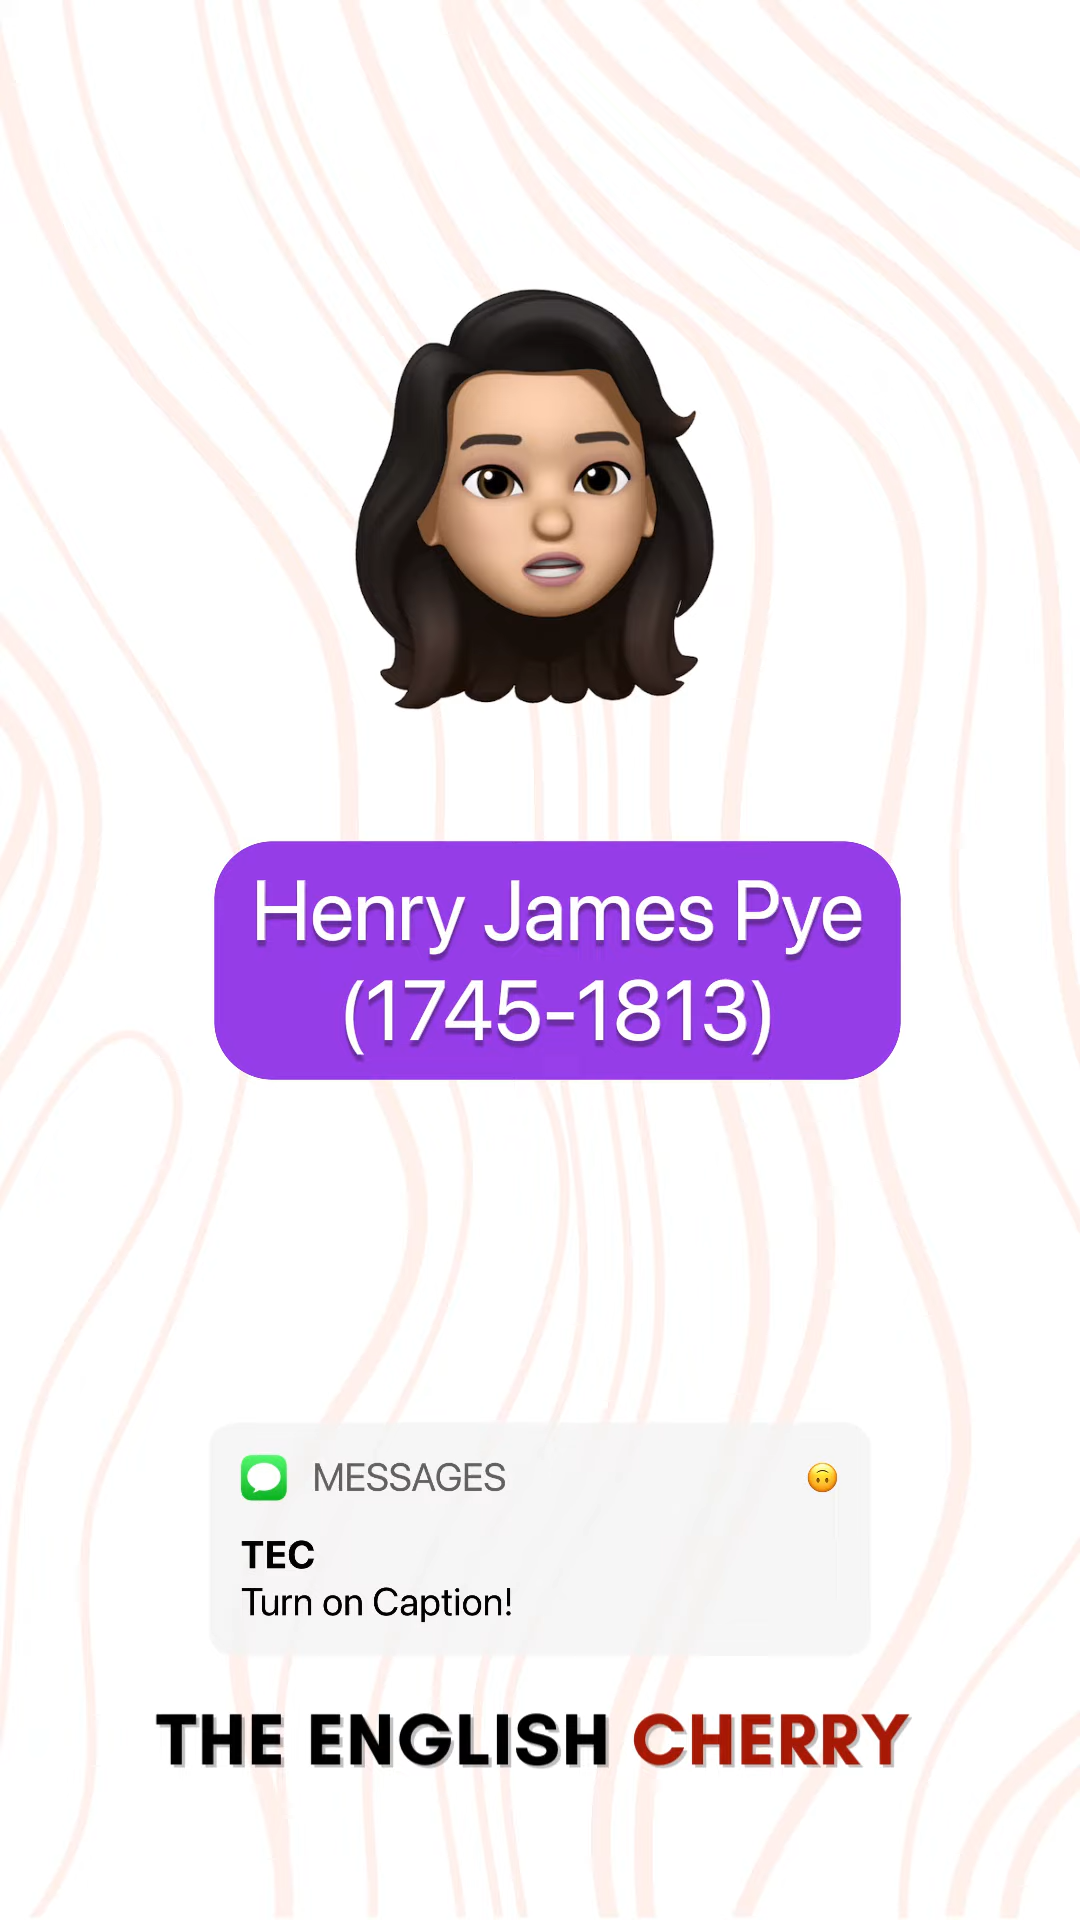 Henry James Pye
(1745-1813)
MESSAGES
TEC
Turn on Caption!
THE ENGLISH CHERRY